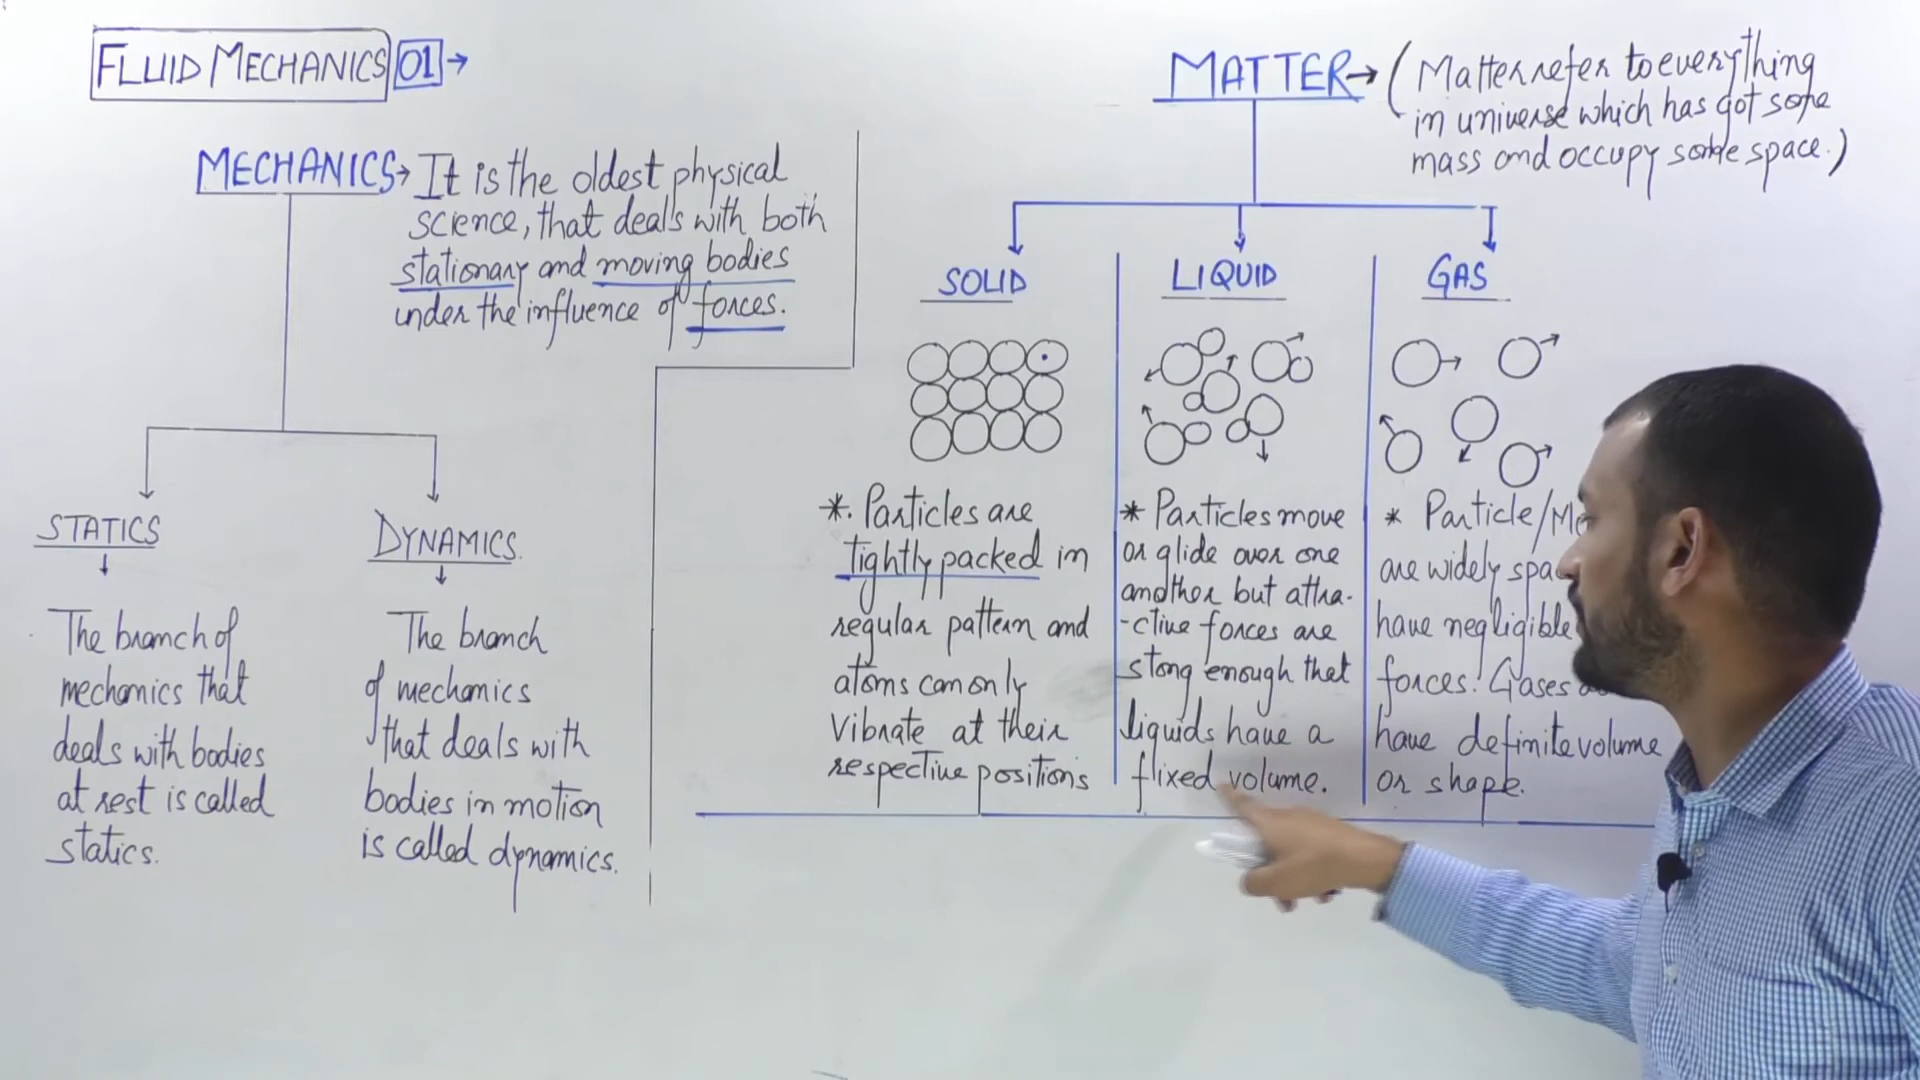 FLUID MECHANICS 01 →
MECHANICS → It is the oldest physical
science, that deals with both
stationary and moving bodies
under the influence of forces.
STATICS
The branch of
mechanics that
deals with bodies
at rest is called
statics.
DYNAMICS.
The branch
of mechanics
that deals with
bodies in motion
is called dynamics.
MATTER → (Matter refer to everything
in universe which has got some
mass and occupy some space.)
SOLID
*. Particles are
tightly packed in
regular pattern and
atoms can only
vibrate at their
respective positions
LIQUID
* Particles move
or glide over one
another but attra-
-ctive forces are
stong enough that
liquids have a
flixed volume.
GAS
* Particle/
are widely
have negligible
forces. Gases
have definite volume
or shape.